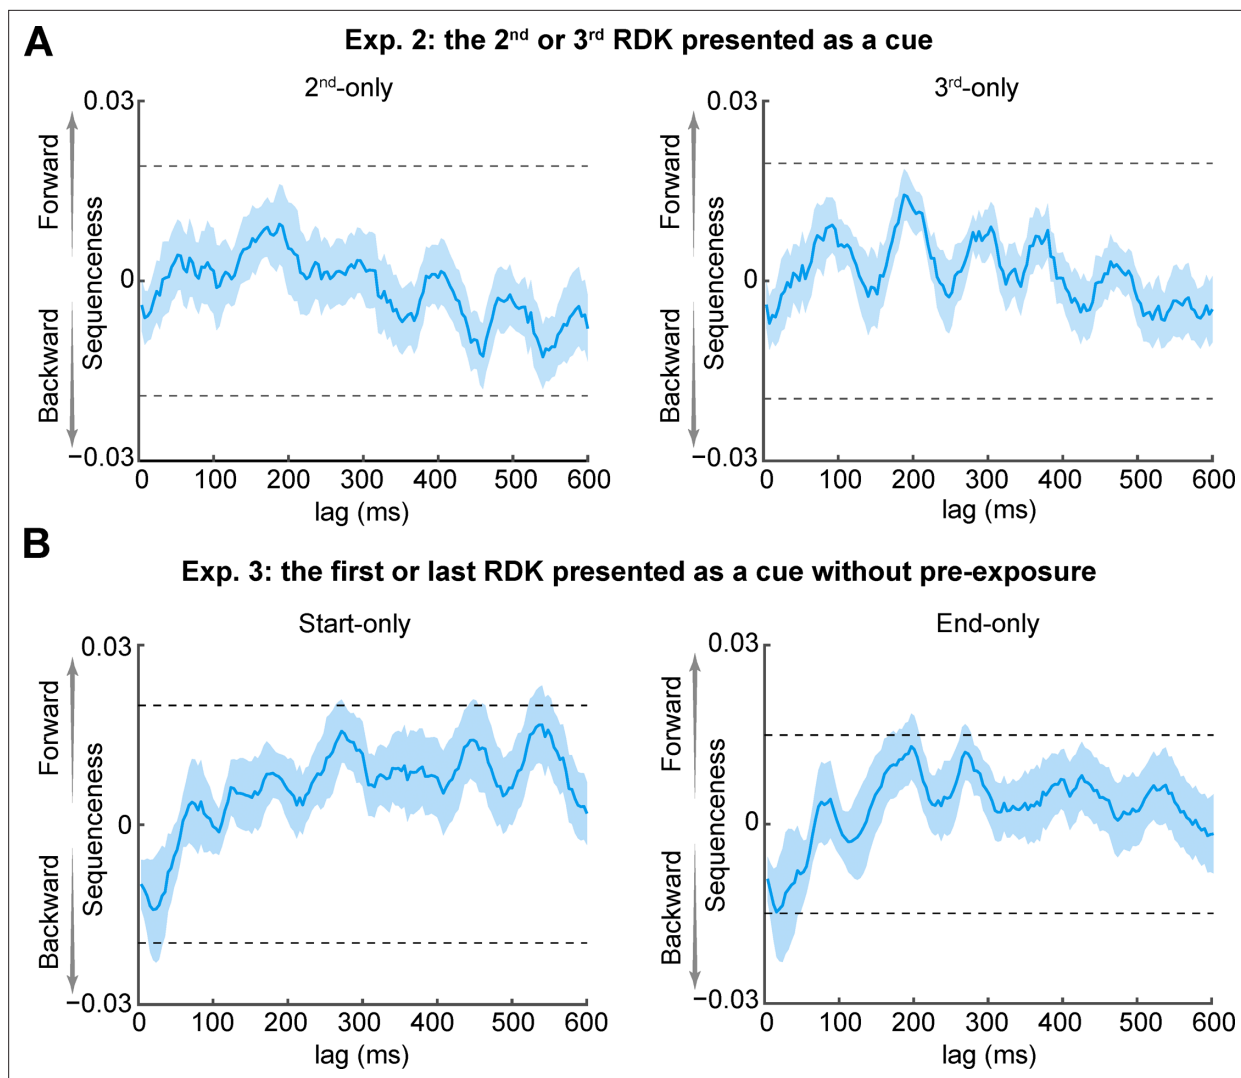 A
Exp. 2: the 2nd or 3rd RDK presented as a cue
2nd-only
0.03
Forward
Sequenceness
0
Backward
−0.03
0 100 200 300 400 500 600
lag (ms)
3rd-only
0.03
Forward
Sequenceness
0
Backward
−0.03
0 100 200 300 400 500 600
lag (ms)
B
Exp. 3: the first or last RDK presented as a cue without pre-exposure
Start-only
0.03
Forward
Sequenceness
0
Backward
−0.03
0 100 200 300 400 500 600
lag (ms)
End-only
0.03
Forward
Sequenceness
0
Backward
−0.03
0 100 200 300 400 500 600
lag (ms)